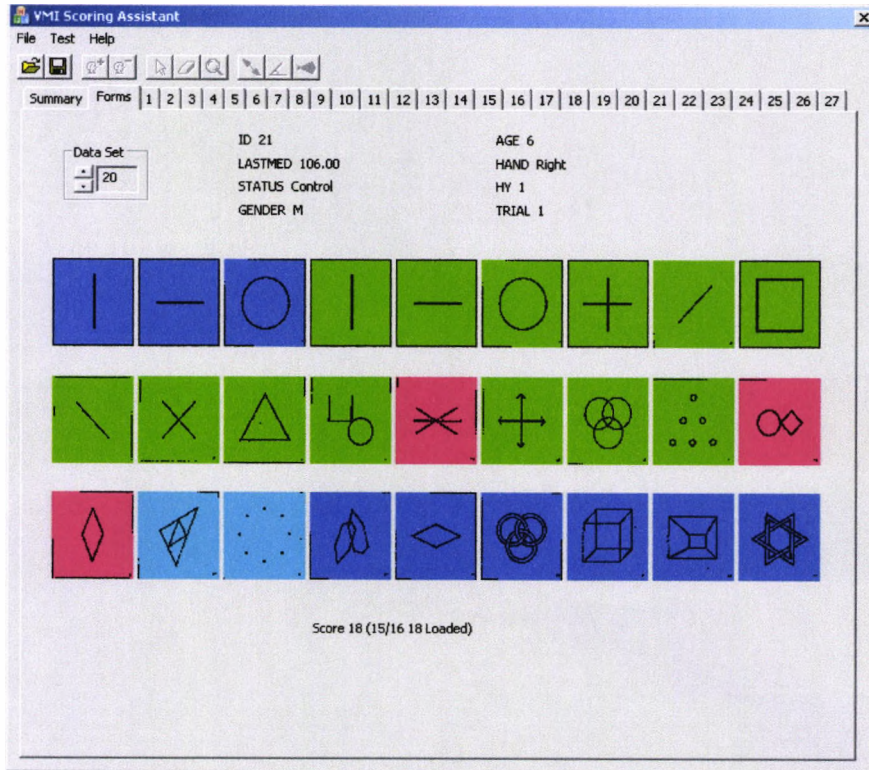 VMI Scoring Assistant
File Test Help
Summary Forms 1 2 3 4 5 6 7 8 9 10 11 12 13 14 15 16 17 18 19 20 21 22 23 24 25 26 27
Data Set
20
ID 21
LASTMED 106.00
STATUS Control
GENDER M
AGE 6
HAND Right
HY 1
TRIAL 1
Score 18 (15/16 18 Loaded)